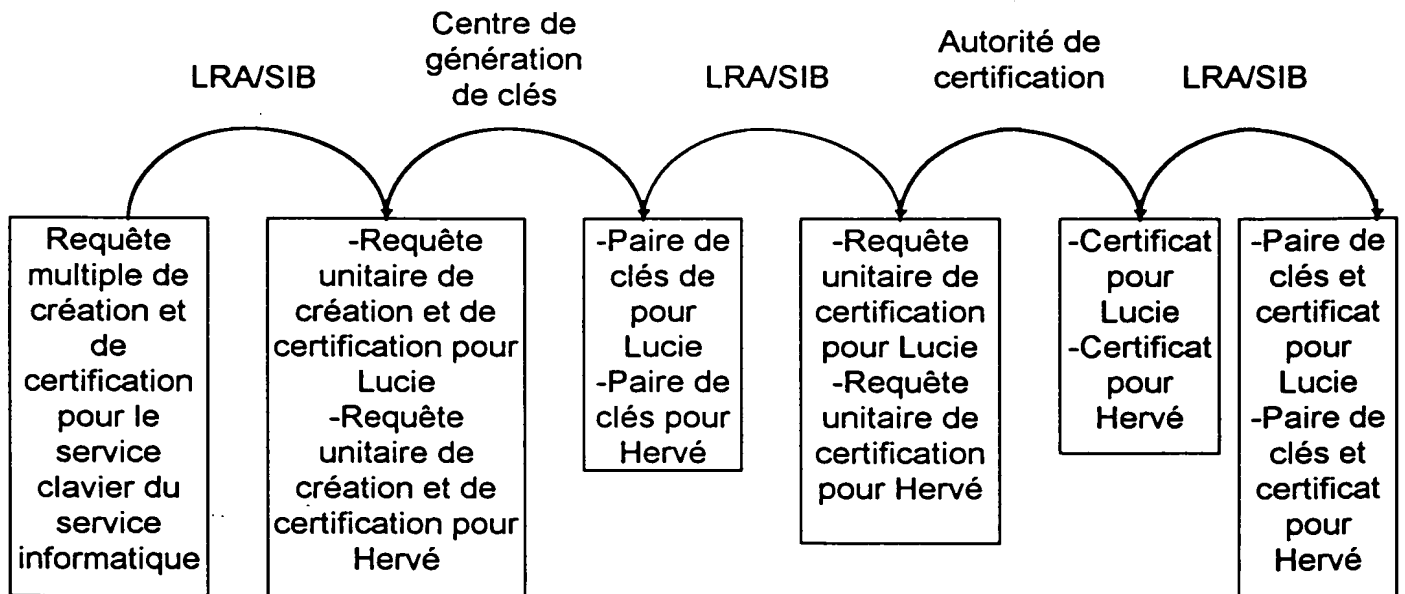 Centre de
génération
de clés
LRA/SIB
LRA/SIB
Autorité de
certification
LRA/SIB
Requête
multiple de
création et
de
certification
pour le
service
clavier du
service
informatique
-Requête
unitaire de
création et de
certification pour
Lucie
-Requête
unitaire de
création et de
certification pour
Hervé
-Paire de
clés de
pour
Lucie
-Paire de
clés pour
Hervé
-Requête
unitaire de
certification
pour Lucie
-Requête
unitaire de
certification
pour Hervé
-Certificat
pour
Lucie
-Certificat
pour
Hervé
-Paire de
clés et
certificat
pour
Lucie
-Paire de
clés et
certificat
pour
Hervé